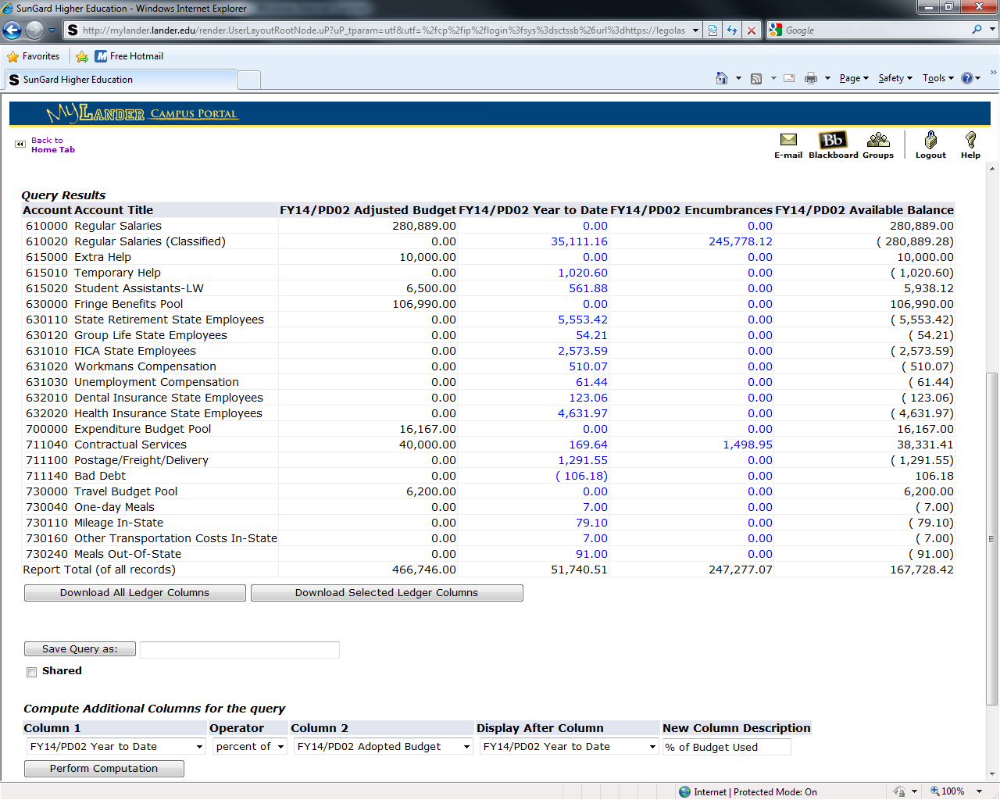 SunGard Higher Education - Windows Internet Explorer
http://mylander.lander.edu/render.UserLayoutRootNode.uP?uP_tparam=utf&utf=%2fcp%2fip%2flogin%3fsys%3dsctssb%26url%3dhttps://legolas
Google
Favorites Free Hotmail
SunGard Higher Education
Page Safety Tools
MyLander Campus Portal
Back to
Home Tab
E-mail Blackboard Groups Logout Help
Bb
Query Results
Account Account Title FY14/PD02 Adjusted Budget FY14/PD02 Year to Date FY14/PD02 Encumbrances FY14/PD02 Available Balance
610000 Regular Salaries 280,889.00 0.00 0.00 280,889.00
610020 Regular Salaries (Classified) 0.00 35,111.16 245,778.12 ( 280,889.28)
615000 Extra Help 10,000.00 0.00 0.00 10,000.00
615010 Temporary Help 0.00 1,020.60 0.00 ( 1,020.60)
615020 Student Assistants-LW 6,500.00 561.88 0.00 5,938.12
630000 Fringe Benefits Pool 106,990.00 0.00 0.00 106,990.00
630110 State Retirement State Employees 0.00 5,553.42 0.00 ( 5,553.42)
630120 Group Life State Employees 0.00 54.21 0.00 ( 54.21)
631010 FICA State Employees 0.00 2,573.59 0.00 ( 2,573.59)
631020 Workmans Compensation 0.00 510.07 0.00 ( 510.07)
631030 Unemployment Compensation 0.00 61.44 0.00 ( 61.44)
632010 Dental Insurance State Employees 0.00 123.06 0.00 ( 123.06)
632020 Health Insurance State Employees 0.00 4,631.97 0.00 ( 4,631.97)
700000 Expenditure Budget Pool 16,167.00 0.00 0.00 16,167.00
711040 Contractual Services 40,000.00 169.64 1,498.95 38,331.41
711100 Postage/Freight/Delivery 0.00 1,291.55 0.00 ( 1,291.55)
711140 Bad Debt 0.00 ( 106.18) 0.00 106.18
730000 Travel Budget Pool 6,200.00 0.00 0.00 6,200.00
730040 One-day Meals 0.00 7.00 0.00 ( 7.00)
730110 Mileage In-State 0.00 79.10 0.00 ( 79.10)
730160 Other Transportation Costs In-State 0.00 7.00 0.00 ( 7.00)
730240 Meals Out-Of-State 0.00 91.00 0.00 ( 91.00)
Report Total (of all records) 466,746.00 51,740.51 247,277.07 167,728.42
Download All Ledger Columns Download Selected Ledger Columns
Save Query as:
Shared
Compute Additional Columns for the query
Column 1 Operator Column 2 Display After Column New Column Description
FY14/PD02 Year to Date percent of FY14/PD02 Adopted Budget FY14/PD02 Year to Date % of Budget Used
Perform Computation
Internet | Protected Mode: On 100%